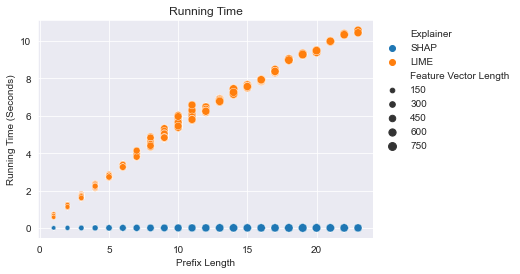 Running Time
Running Time (Seconds)
10
8
6
4
2
0
0 5 10 15 20
Prefix Length
Explainer
SHAP
LIME
Feature Vector Length
150
300
450
600
750